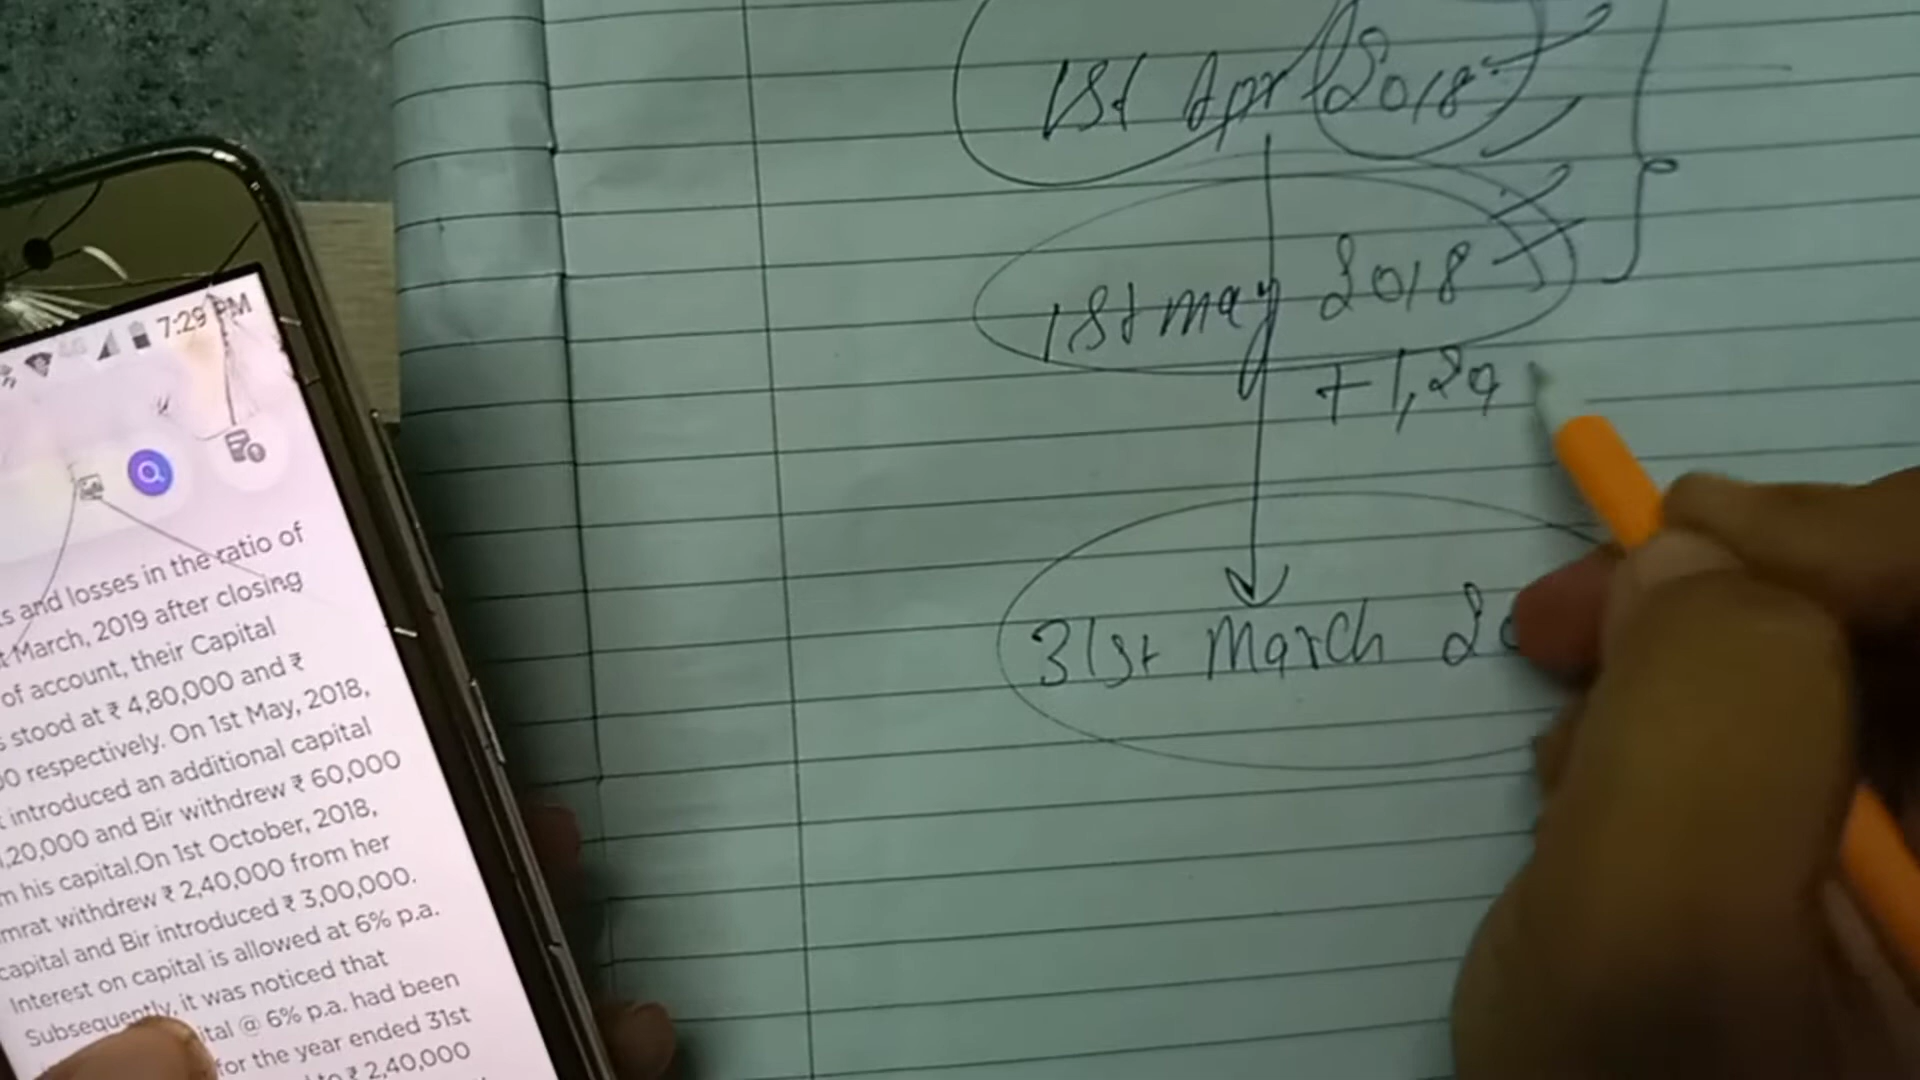 7:29 PM
and losses in the ratio of
March, 2019 after closing
of account, their Capital
stood at ₹ 4,80,000 and ₹
respectively. On 1st May, 2018,
introduced an additional capital
,20,000 and Bir withdrew ₹ 60,000
his capital.On 1st October, 2018,
withdrew ₹ 2,40,000 from her
capital and Bir introduced ₹ 3,00,000.
Interest on capital is allowed at 6% p.a.
Subsequently, it was noticed that
@ 6% p.a. had been
for the year ended 31st
₹ 2,40,000
1st Apr 2018
1st may 2018
+1,20
31st March 20